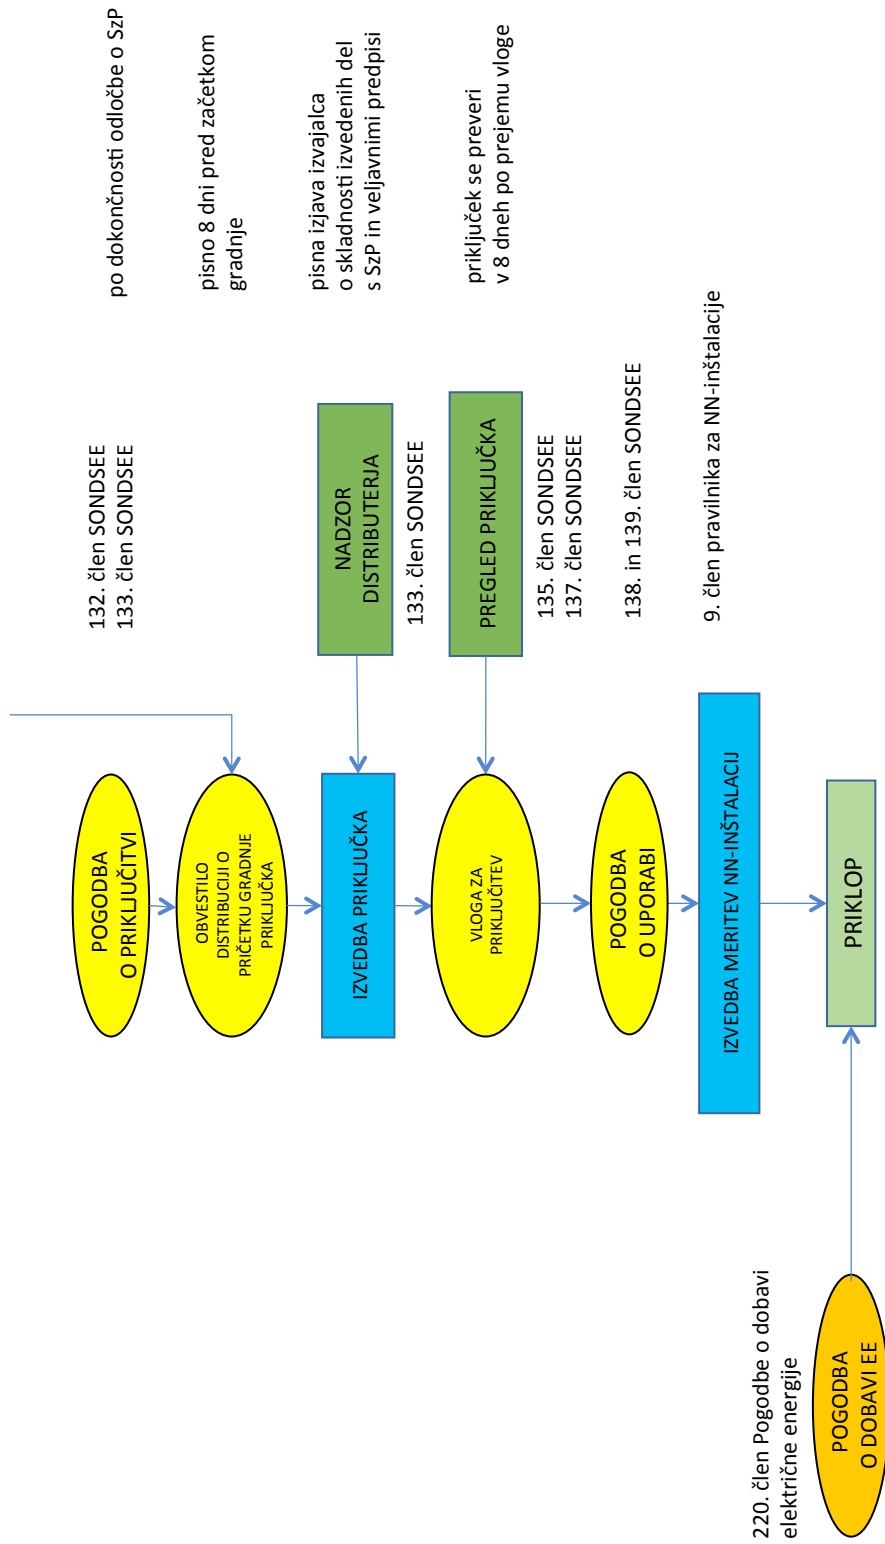 po dokončnosti odločbe o SzP
132. člen SONDSEE
133. člen SONDSEE
POGODBA
O PRIKLJUČITVI
pisno 8 dni pred začetkom
gradnje
OBVESTILO
DISTRIBUCIJI O
PRIČETKU GRADNJE
PRIKLJUČKA
pisna izjava izvajalca
o skladnosti izvedenih del
s SzP in veljavnimi predpisi
NADZOR
DISTRIBUTERJA
133. člen SONDSEE
IZVEDBA PRIKLJUČKA
priključek se preveri
v 8 dneh po prejemu vloge
PREGLED PRIKLJUČKA
135. člen SONDSEE
137. člen SONDSEE
VLOGA ZA
PRIKLJUČITEV
138. in 139. člen SONDSEE
POGODBA
O UPORABI
9. člen pravilnika za NN-inštalacije
IZVEDBA MERITEV NN-INŠTALACIJ
PRIKLOP
220. člen Pogodbe o dobavi
električne energije
POGODBA
O DOBAVI EE